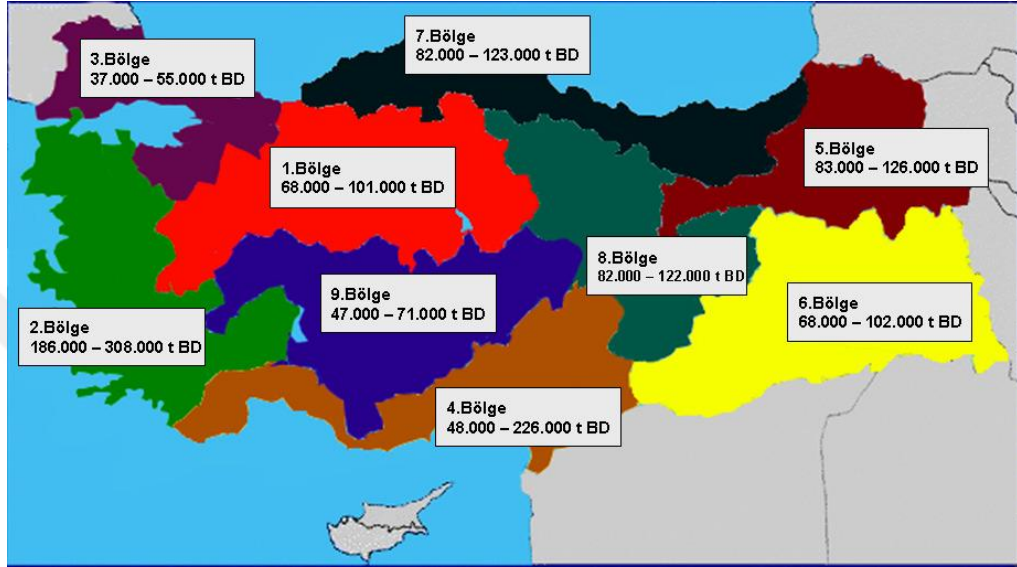 7.Bölge
82.000 – 123.000 t BD
3.Bölge
37.000 – 55.000 t BD
1.Bölge
68.000 – 101.000 t BD
5.Bölge
83.000 – 126.000 t BD
8.Bölge
82.000 – 122.000 t BD
9.Bölge
47.000 – 71.000 t BD
6.Bölge
68.000 – 102.000 t BD
2.Bölge
186.000 – 308.000 t BD
4.Bölge
48.000 – 226.000 t BD